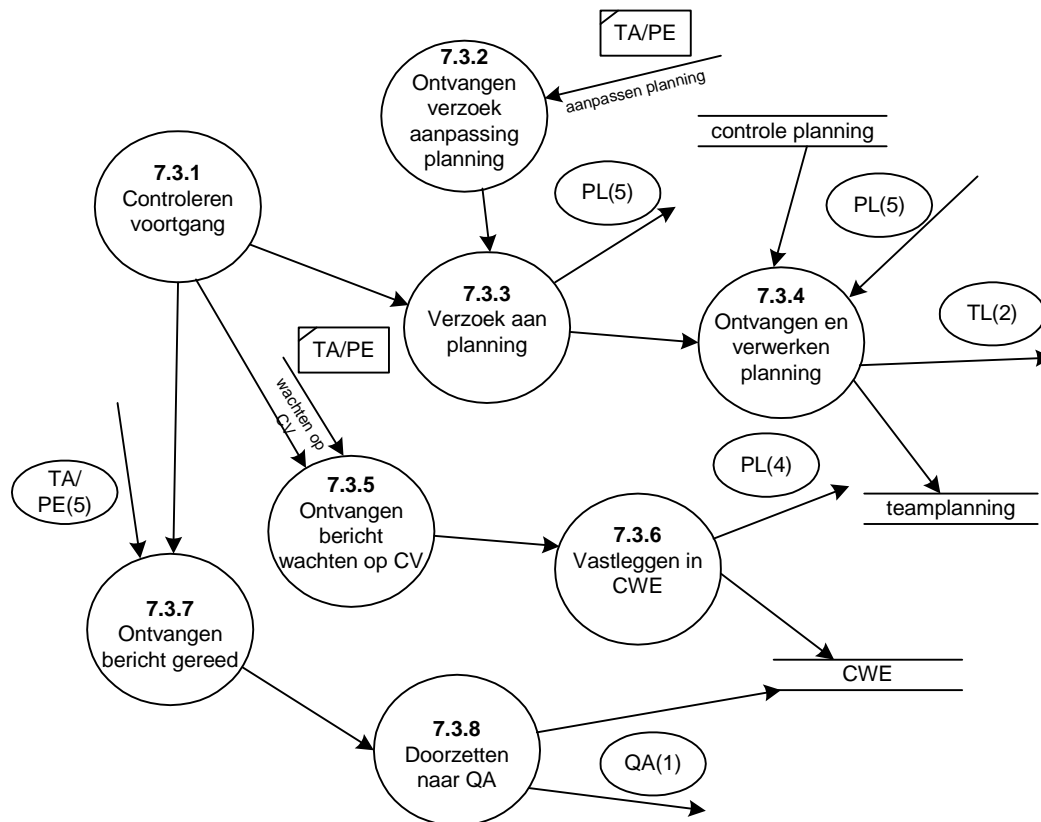 TA/PE
7.3.2
Ontvangen
verzoek
aanpassing
planning
aanpassen planning
controle planning
7.3.1
Controleren
voortgang
PL(5)
PL(5)
7.3.3
Verzoek aan
planning
7.3.4
Ontvangen en
verwerken
planning
TL(2)
TA/PE
wachten op
CV
TA/
PE(5)
7.3.5
Ontvangen
bericht
wachten op CV
PL(4)
teamplanning
7.3.6
Vastleggen in
CWE
7.3.7
Ontvangen
bericht gereed
CWE
7.3.8
Doorzetten
naar QA
QA(1)